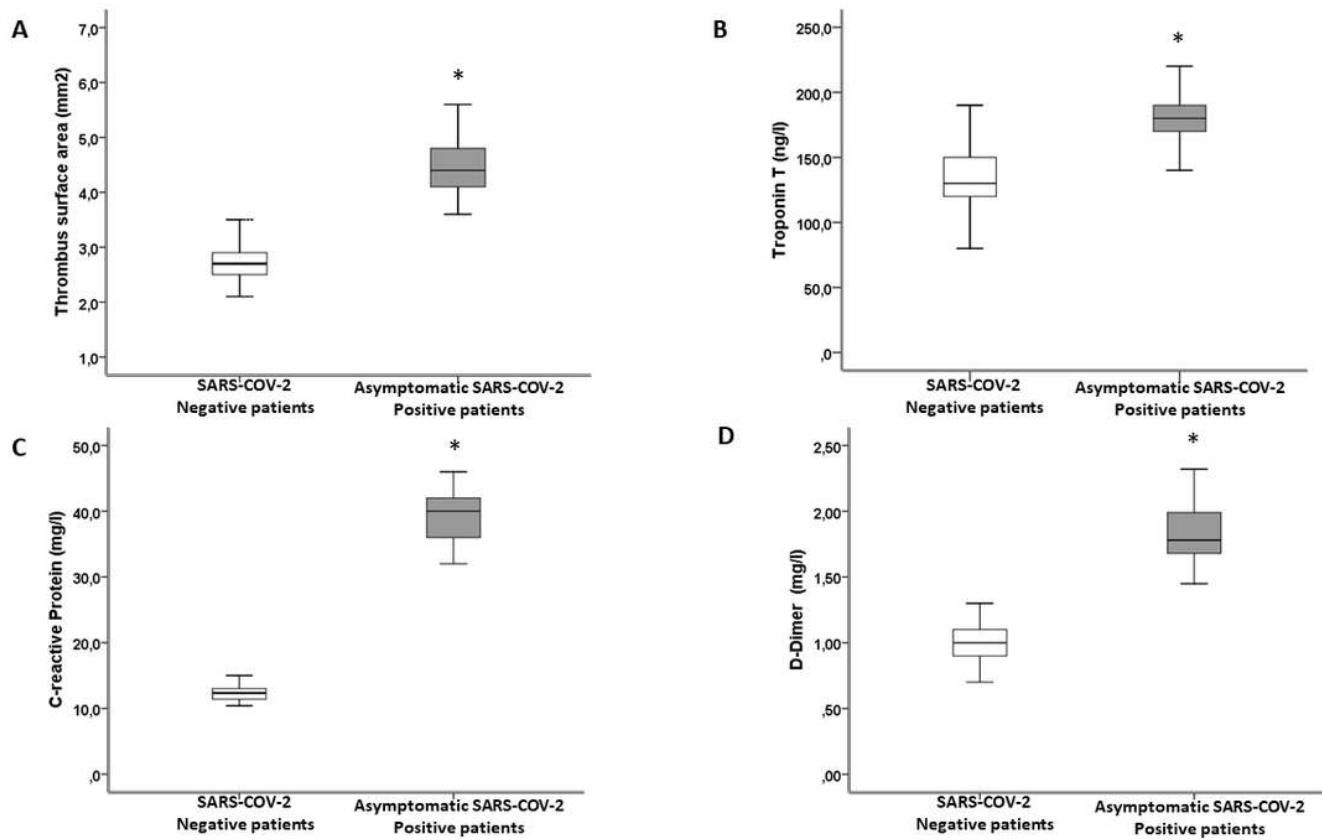 A
Thrombus surface area (mm2)
7,0
6,0
5,0
4,0
3,0
2,0
1,0
*
SARS-COV-2
Negative patients
Asymptomatic SARS-COV-2
Positive patients
B
Troponin T (ng/l)
250,0
200,0
150,0
100,0
50,0
,0
*
SARS-COV-2
Negative patients
Asymptomatic SARS-COV-2
Positive patients
C
C-reactive Protein (mg/l)
50,0
40,0
30,0
20,0
10,0
,0
*
SARS-COV-2
Negative patients
Asymptomatic SARS-COV-2
Positive patients
D
D-Dimer (mg/l)
2,50
2,00
1,50
1,00
,50
,00
*
SARS-COV-2
Negative patients
Asymptomatic SARS-COV-2
Positive patients